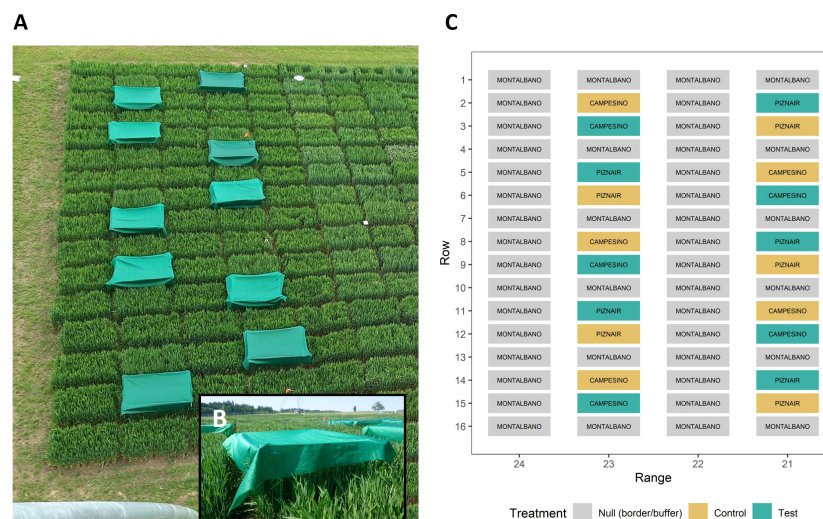 A
C
B
Row
1 MONTALBANO MONTALBANO MONTALBANO MONTALBANO
2 MONTALBANO CAMPESINO MONTALBANO PIZNAIR
3 MONTALBANO CAMPESINO MONTALBANO PIZNAIR
4 MONTALBANO MONTALBANO MONTALBANO MONTALBANO
5 MONTALBANO PIZNAIR MONTALBANO CAMPESINO
6 MONTALBANO PIZNAIR MONTALBANO CAMPESINO
7 MONTALBANO MONTALBANO MONTALBANO MONTALBANO
8 MONTALBANO CAMPESINO MONTALBANO PIZNAIR
9 MONTALBANO CAMPESINO MONTALBANO PIZNAIR
10 MONTALBANO MONTALBANO MONTALBANO MONTALBANO
11 MONTALBANO PIZNAIR MONTALBANO CAMPESINO
12 MONTALBANO PIZNAIR MONTALBANO CAMPESINO
13 MONTALBANO MONTALBANO MONTALBANO MONTALBANO
14 MONTALBANO CAMPESINO MONTALBANO PIZNAIR
15 MONTALBANO CAMPESINO MONTALBANO PIZNAIR
16 MONTALBANO MONTALBANO MONTALBANO MONTALBANO
24 23 22 21
Range
Treatment Null (border/buffer) Control Test